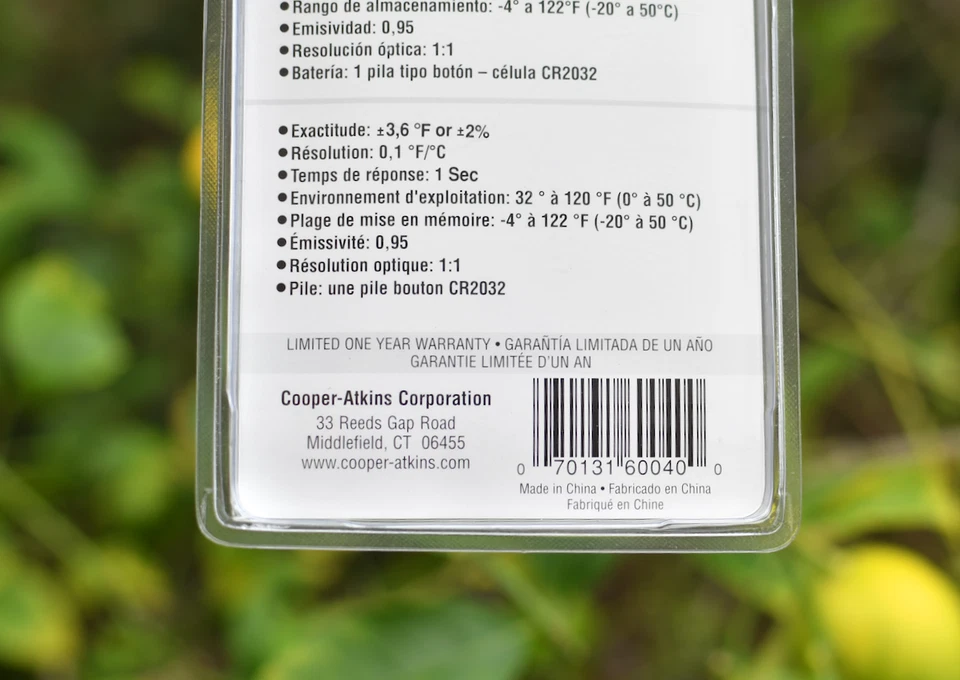 • Rango de almacenamiento: -4° a 122°F (-20° a 50°C)
• Emisividad: 0,95
• Resolución óptica: 1:1
• Batería: 1 pila tipo botón – célula CR2032
• Exactitude: ±3,6 °F or ±2%
• Résolution: 0,1 °F/°C
• Temps de réponse: 1 Sec
• Environnement d'exploitation: 32 ° à 120 °F (0° à 50 °C)
• Plage de mise en mémoire: -4° à 122 °F (-20° à 50 °C)
• Émissivité: 0,95
• Résolution optique: 1:1
• Pile: une pile bouton CR2032
LIMITED ONE YEAR WARRANTY • GARAÑTÍA LIMITADA DE UN AÑO
GARANTIE LIMITÉE D'UN AN
Cooper-Atkins Corporation
33 Reeds Gap Road
Middlefield, CT 06455
www.cooper-atkins.com
0 70131 60040 0
Made in China • Fabricado en China
Fabriqué en Chine